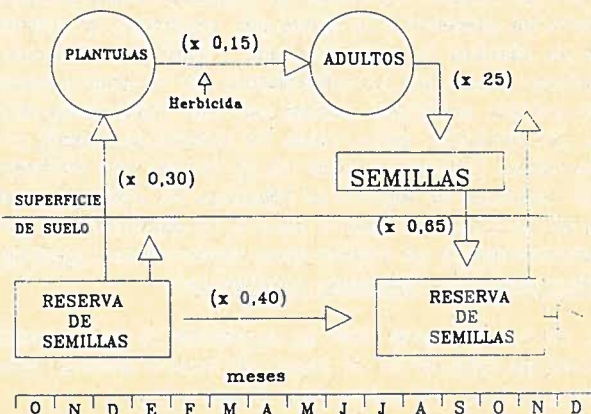 PLANTULAS
(x 0,15)
Herbicida
ADULTOS
(x 25)
SEMILLAS
(x 0,30)
(x 0,65)
SUPERFICIE
DE SUELO
RESERVA
DE
SEMILLAS
(x 0,40)
RESERVA
DE
SEMILLAS
meses
O N D E F M A M J J A S O N D